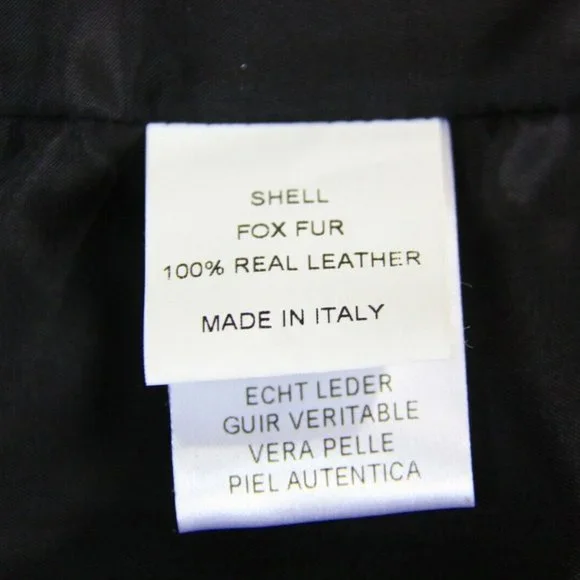 SHELL
FOX FUR
100% REAL LEATHER
MADE IN ITALY
ECHT LEDER
GUIR VERITABLE
VERA PELLE
PIEL AUTENTICA